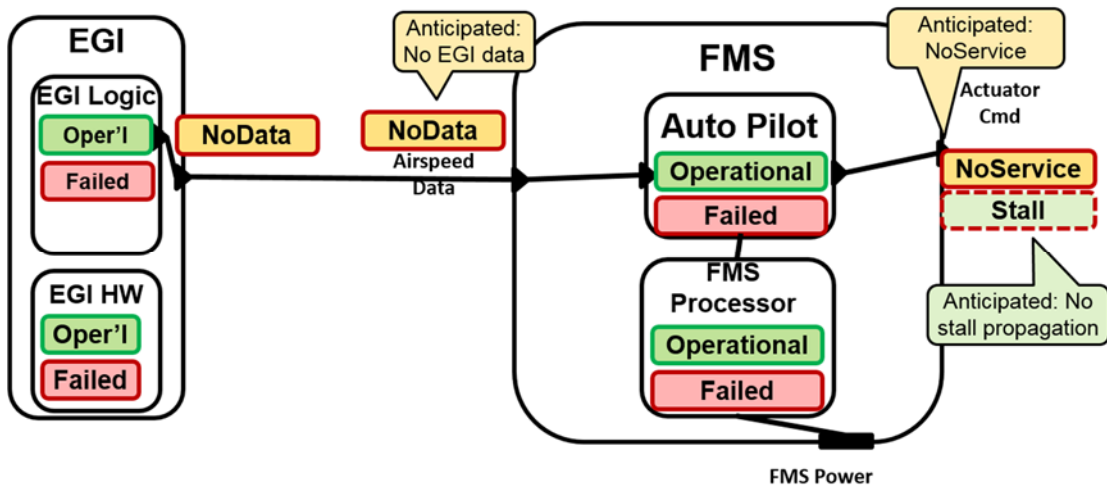 EGI
EGI Logic
Oper'l
Failed
EGI HW
Oper'l
Failed
NoData
Anticipated:
No EGI data
NoData
Airspeed
Data
FMS
Auto Pilot
Operational
Failed
FMS
Processor
Operational
Failed
FMS Power
Anticipated:
NoService
Actuator
Cmd
NoService
Stall
Anticipated: No
stall propagation